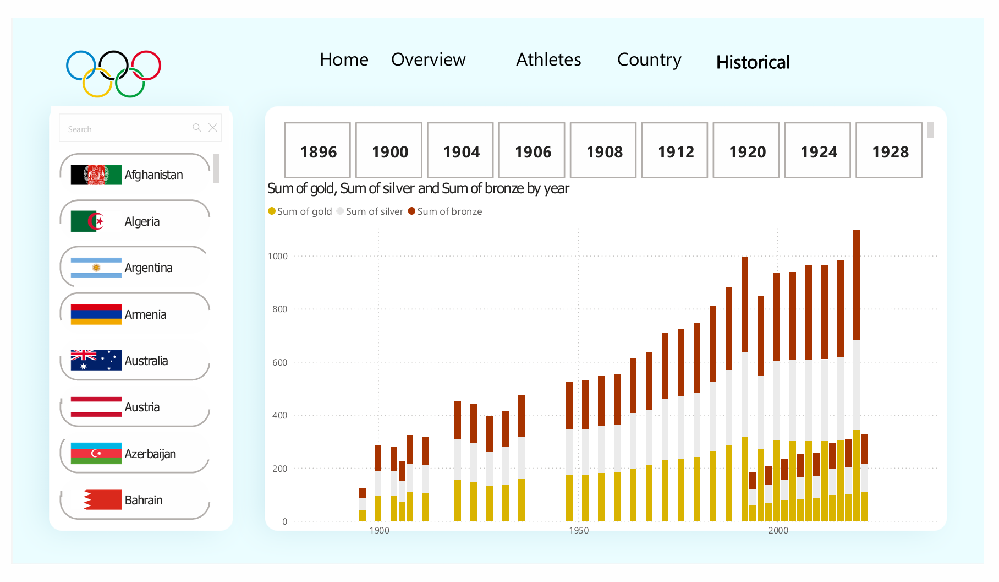 Home Overview Athletes Country Historical
Search
Afghanistan
Algeria
Argentina
Armenia
Australia
Austria
Azerbaijan
Bahrain
1896 1900 1904 1906 1908 1912 1920 1924 1928
Sum of gold, Sum of silver and Sum of bronze by year
Sum of gold Sum of silver Sum of bronze
1000
800
600
400
200
0
1900 1950 2000